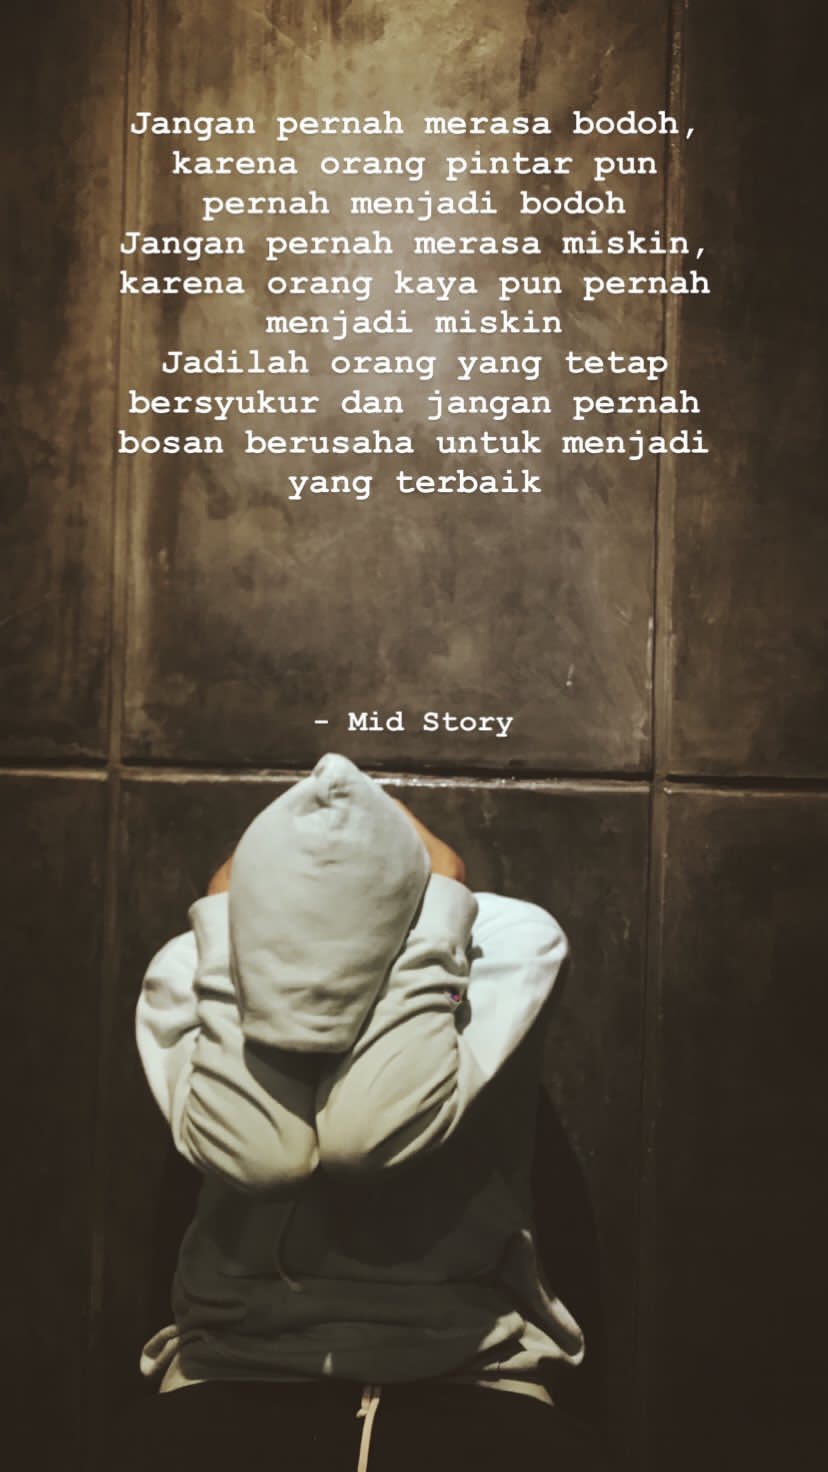 Jangan pernah merasa bodoh,
karena orang pintar pun
pernah menjadi bodoh
Jangan pernah merasa miskin,
karena orang kaya pun pernah
menjadi miskin
Jadilah orang yang tetap
bersyukur dan jangan pernah
bosan berusaha untuk menjadi
yang terbaik
- Mid Story